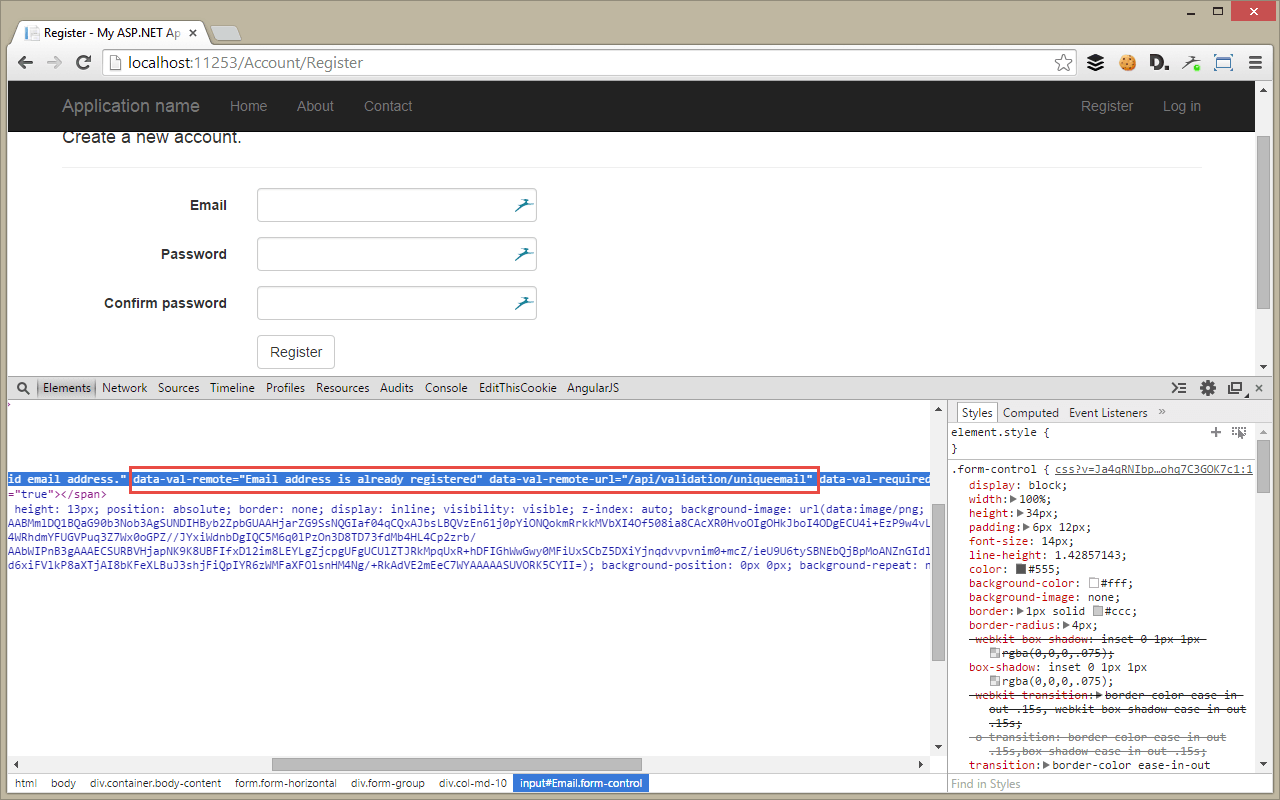 Register - My ASP.NET Ap
localhost:11253/Account/Register
Application name Home About Contact Register Log in
Create a new account.
Email
Password
Confirm password
Register
Elements Network Sources Timeline Profiles Resources Audits Console EditThisCookie AngularJS
id email address." data-val-remote="Email address is already registered" data-val-remote-url="/api/validation/uniqueemail" data-val-required
="true"></span>
height: 13px; position: absolute; border: none; display: inline; visibility: visible; z-index: auto; background-image: url(data:image/png;
d6xiFVlkP8aXTjAI8bKFeXLBuJ3shjFiQpIYR6zWMFaXFOlsnHM4Ng/+RkAdVE2mEeC7WYAAAAASUVORK5CYII=); background-position: 0px 0px; background-repeat: n
html body div.container.body-content form.form-horizontal div.form-group div.col-md-10 input#Email.form-control
Styles Computed Event Listeners »
element.style {
}
.form-control { css?v=Ja4qRNIbp…ohq7C3GOK7c1:1
display: block;
width: 100%;
height: 34px;
padding: 6px 12px;
font-size: 14px;
line-height: 1.42857143;
color: #555;
background-color: #fff;
background-image: none;
border: 1px solid #ccc;
border-radius: 4px;
-webkit-box-shadow: inset 0 1px 1px
rgba(0,0,0,.075);
box-shadow: inset 0 1px 1px
rgba(0,0,0,.075);
-webkit-transition: border-color ease-in-
out .15s, webkit-box-shadow ease-in-out
.15s;
-o-transition: border-color ease-in-out
.15s,box-shadow ease-in-out .15s;
transition: border-color ease-in-out
Find in Styles